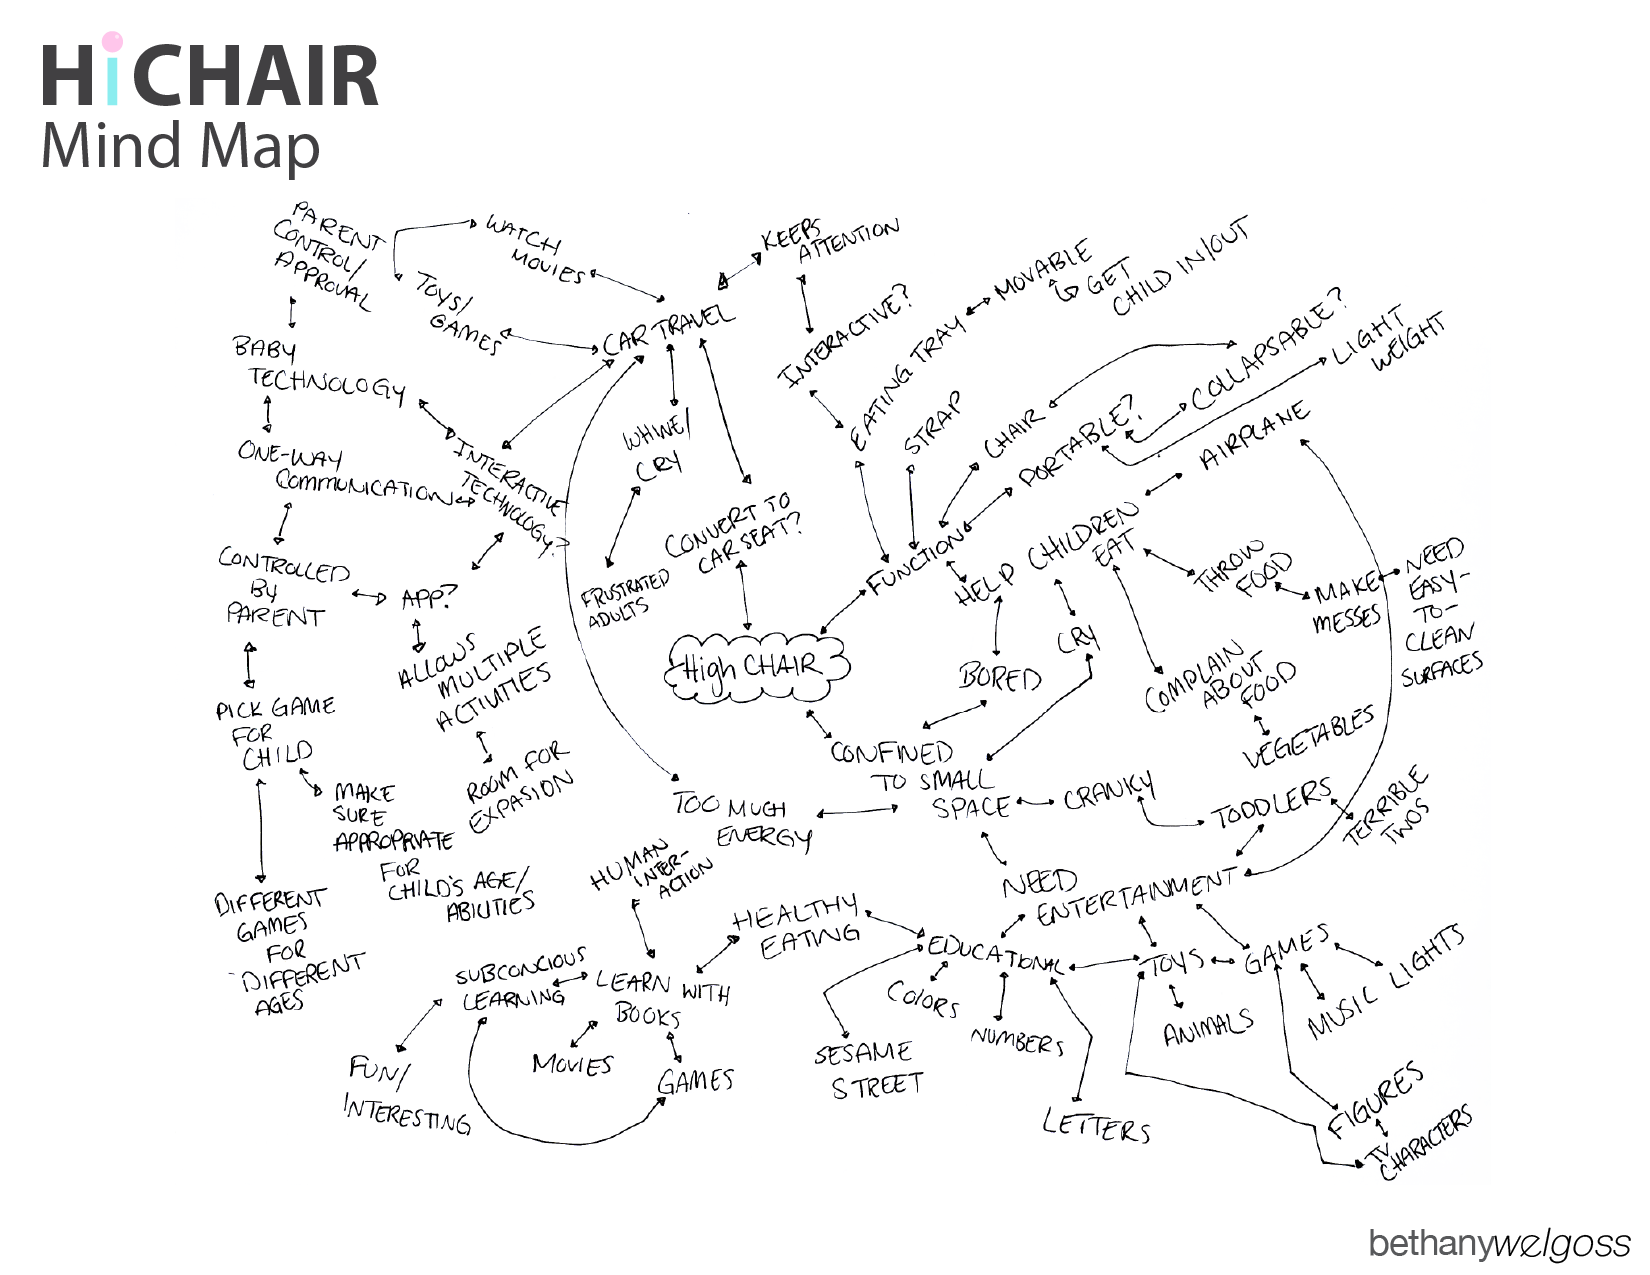 HiCHAIR
Mind Map
PARENT
CONTROL/
APPROVAL
WATCH
MOVIES
TOYS/
GAMES
KEEPS
ATTENTION
CAR TRAVEL
INTERACTIVE?
EATING TRAY
MOVABLE
GET
CHILD IN/OUT
STRAP
CHAIR
PORTABLE?
COLLAPSABLE?
LIGHT
WEIGHT
AIRPLANE
BABY
TECHNOLOGY
ONE-WAY
COMMUNICATION
INTERACTIVE
TECHNOLOGY?
WHINE/
CRY
FRUSTRATED
ADULTS
CONVERT TO
CAR SEAT?
FUNCTION
HELP CHILDREN
EAT
THROW
FOOD
MAKE
MESSES
NEED
EASY-
TO-
CLEAN
SURFACES
CONTROLLED
BY
PARENT
APP?
ALLOWS
MULTIPLE
ACTIVITIES
ROOM FOR
EXPASION
High CHAIR
BORED
CRY
COMPLAIN
ABOUT
FOOD
VEGETABLES
PICK GAME
FOR
CHILD
MAKE
SURE
APPROPRIATE
FOR
CHILD'S AGE/
ABILITIES
DIFFERENT
GAMES
FOR
DIFFERENT
AGES
CONFINED
TO SMALL
SPACE
TOO MUCH
ENERGY
CRANKY
TODDLERS
TERRIBLE
TWOS
NEED
ENTERTAINMENT
HUMAN
INTER-
ACTION
HEALTHY
EATING
EDUCATIONAL
TOYS
GAMES
LIGHTS
MUSIC
SUBCONCIOUS
LEARNING
LEARN WITH
BOOKS
COLORS
NUMBERS
ANIMALS
FUN/
INTERESTING
MOVIES
GAMES
SESAME
STREET
LETTERS
FIGURES
TV
CHARACTERS
bethanywelgoss